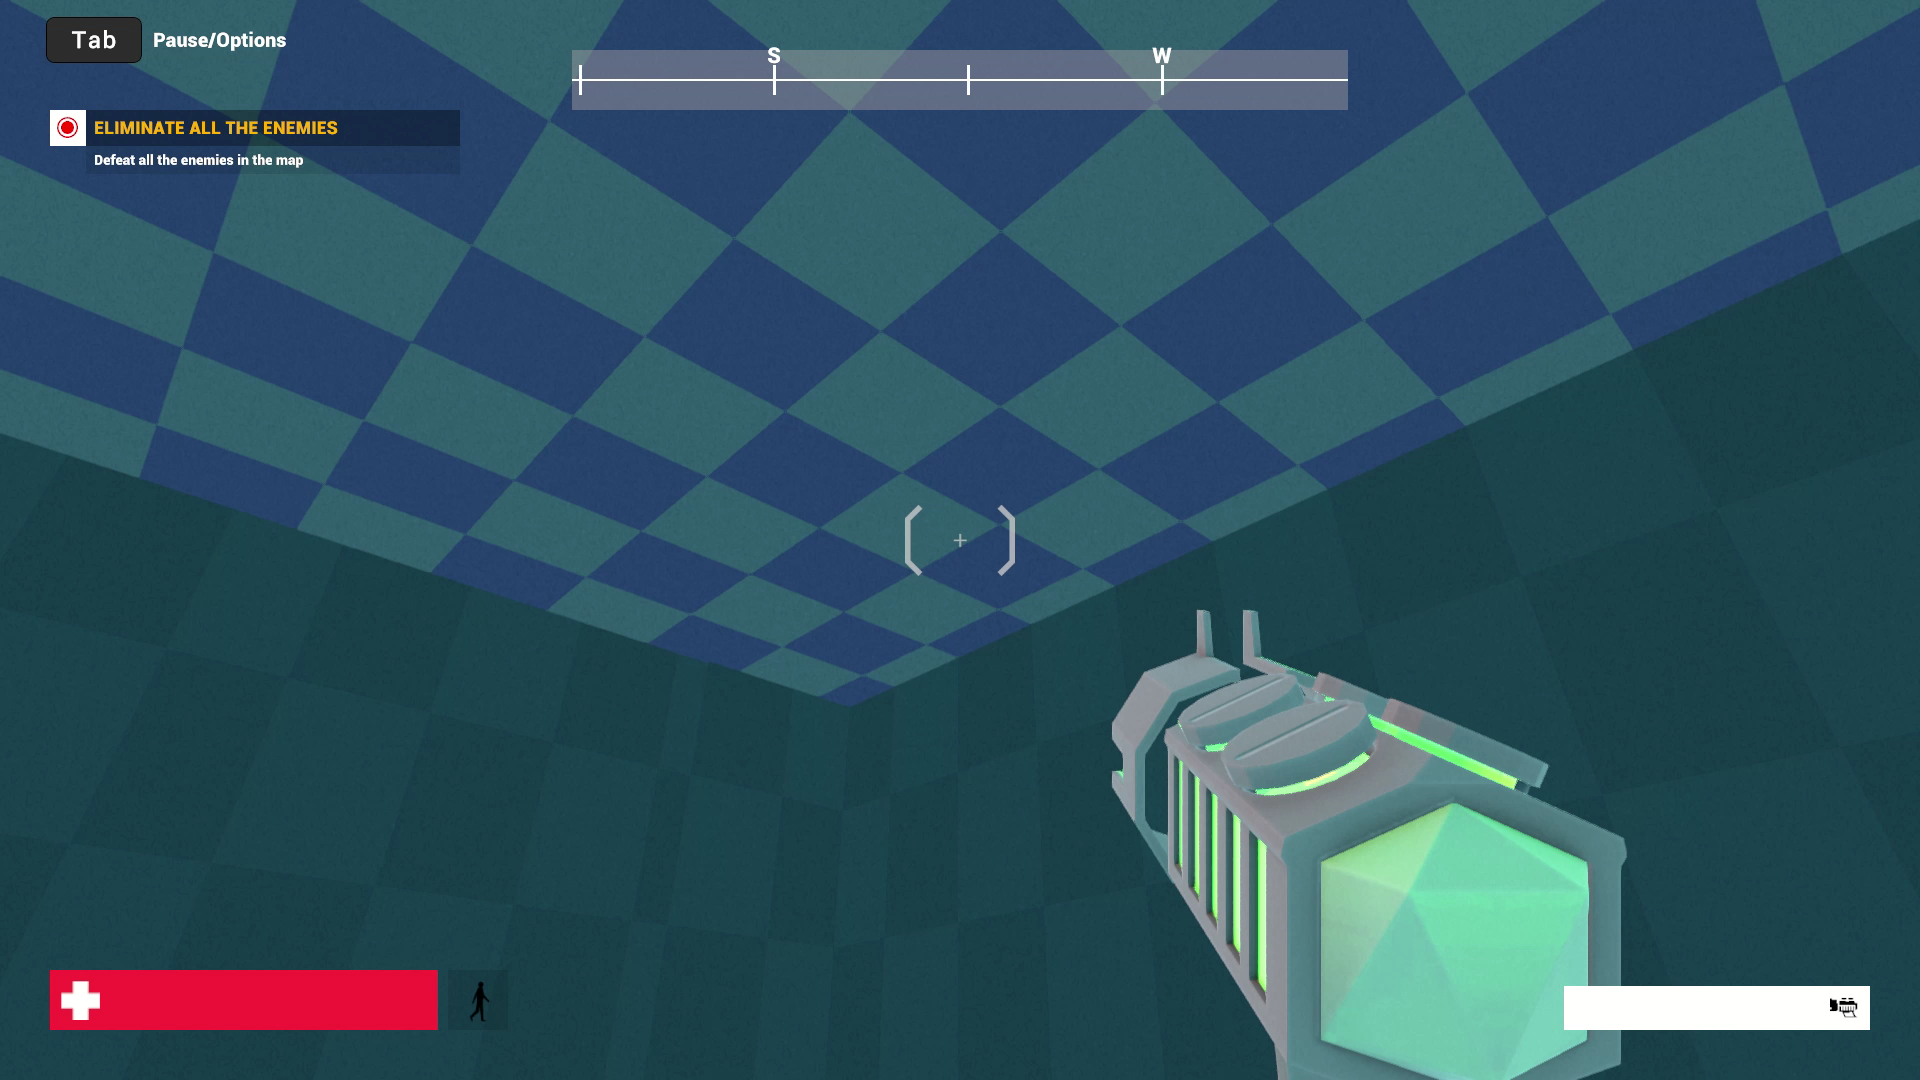 Tab Pause/Options
S W
ELIMINATE ALL THE ENEMIES
Defeat all the enemies in the map